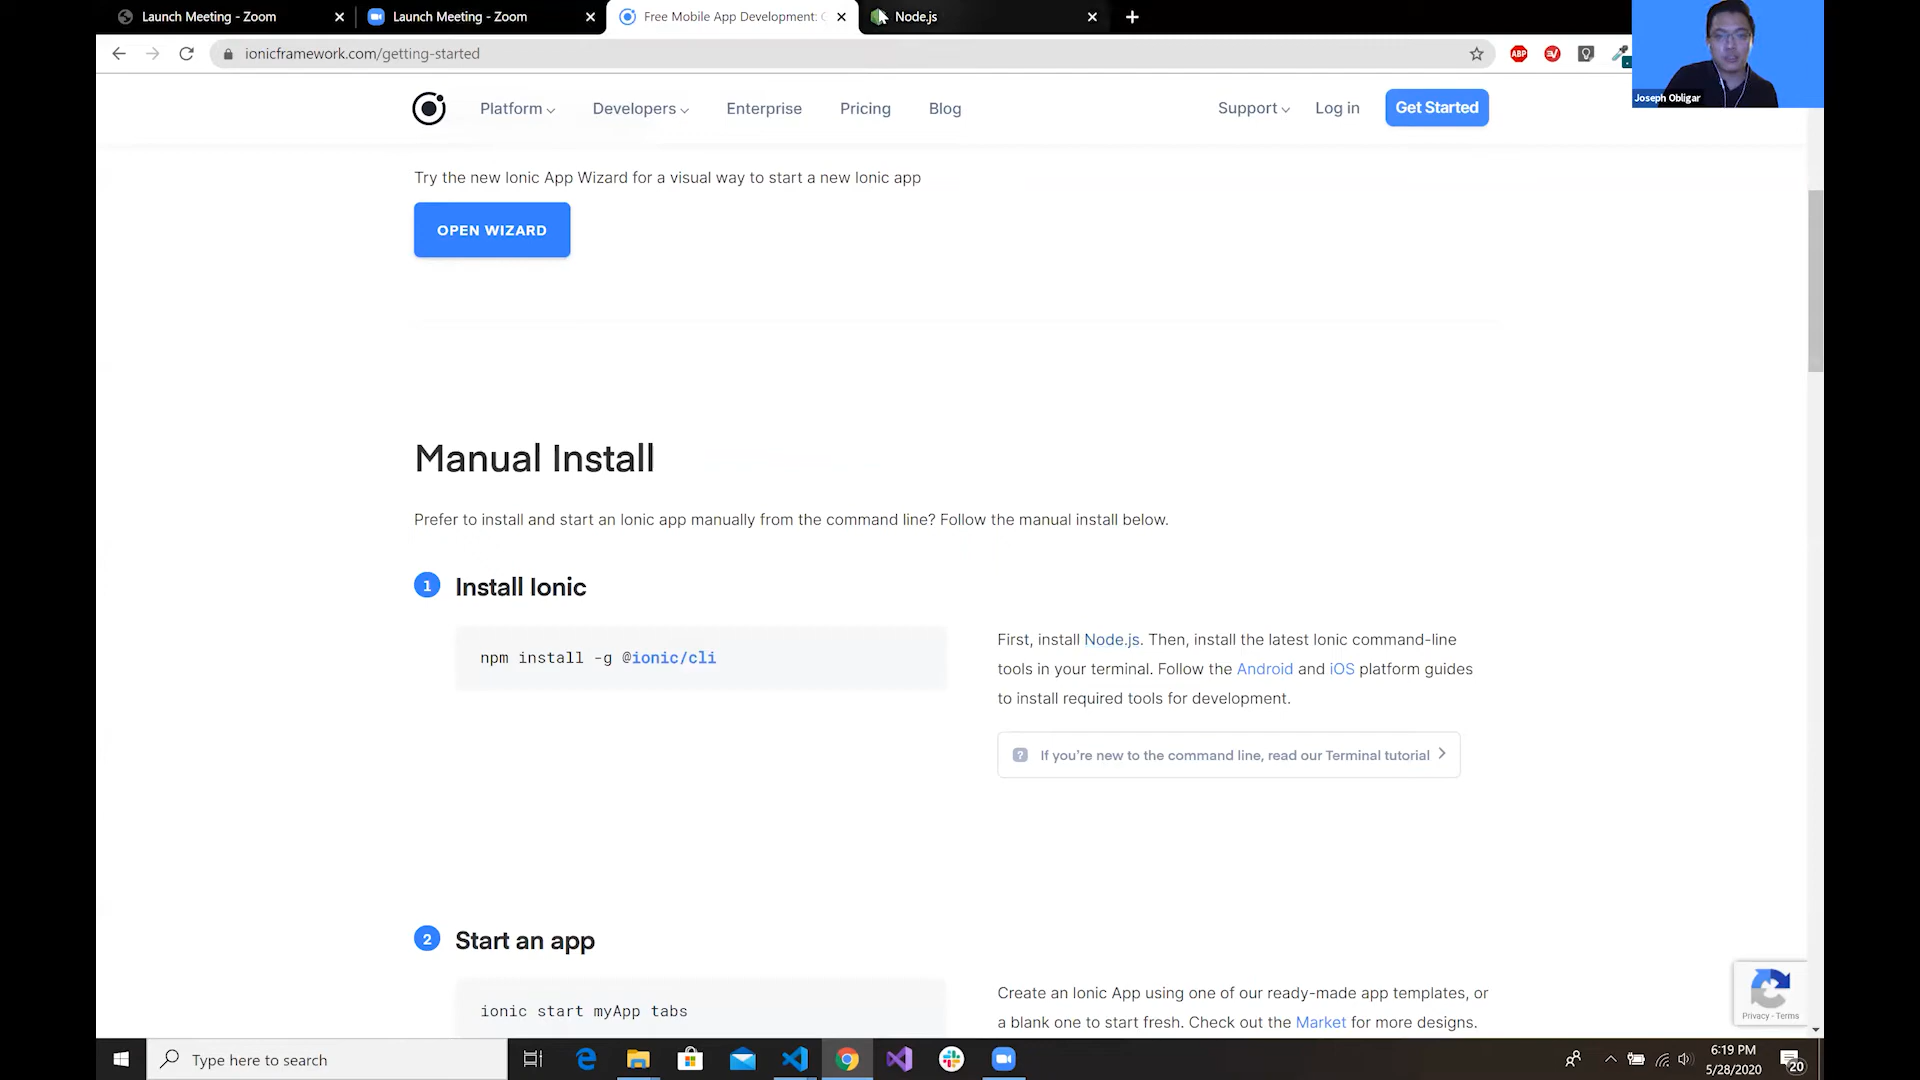 Launch Meeting - Zoom
Launch Meeting - Zoom
Free Mobile App Development:
Node.js
ionicframework.com/getting-started
ABP
Joseph Obligar
Platform
Developers
Enterprise
Pricing
Blog
Support
Log in
Get Started
Try the new Ionic App Wizard for a visual way to start a new Ionic app
OPEN WIZARD
Manual Install
Prefer to install and start an Ionic app manually from the command line? Follow the manual install below.
1 Install Ionic
npm install -g @ionic/cli
First, install Node.js. Then, install the latest Ionic command-line
tools in your terminal. Follow the Android and iOS platform guides
to install required tools for development.
? If you're new to the command line, read our Terminal tutorial
2 Start an app
ionic start myApp tabs
Create an Ionic App using one of our ready-made app templates, or
a blank one to start fresh. Check out the Market for more designs.
Privacy - Terms
Type here to search
6:19 PM
5/28/2020
20